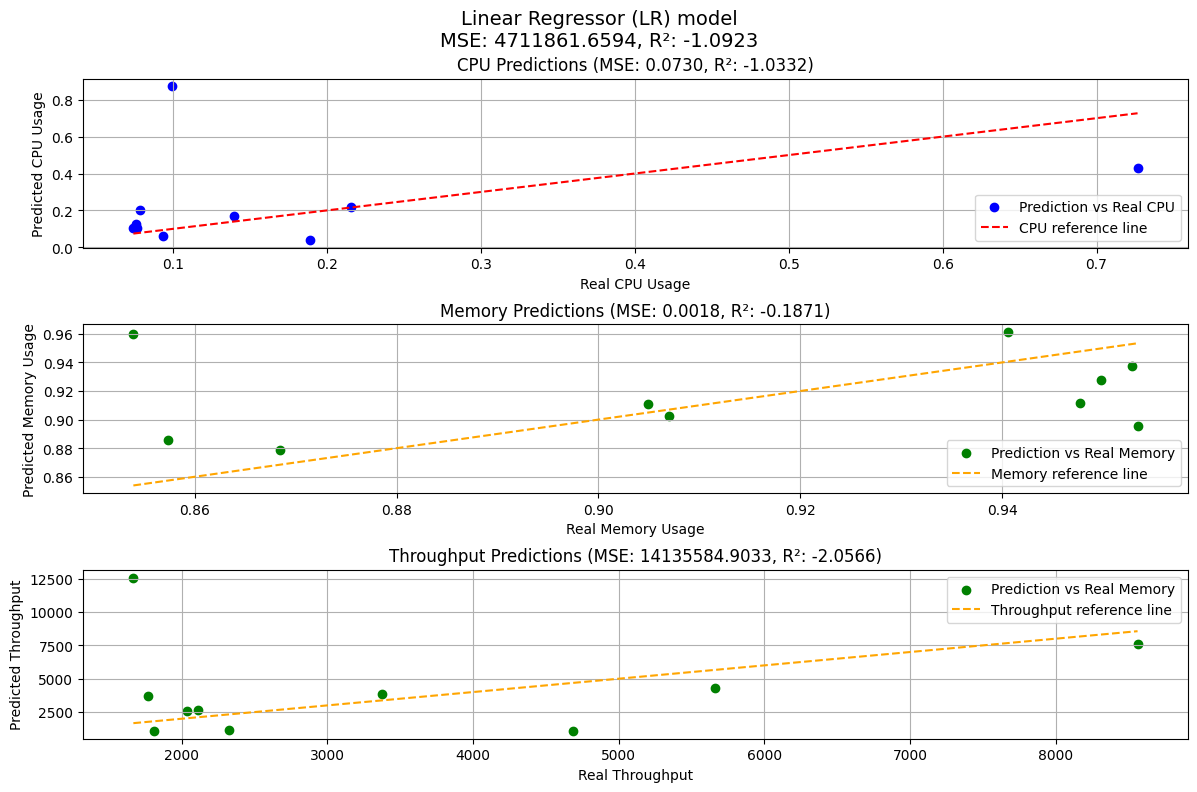 Linear Regressor (LR) model
MSE: 4711861.6594, R²: -1.0923
CPU Predictions (MSE: 0.0730, R²: -1.0332)
Predicted CPU Usage
0.8
0.6
0.4
0.2
0.0
0.1
0.2
0.3
0.4
0.5
0.6
0.7
Prediction vs Real CPU
CPU reference line
Real CPU Usage
Memory Predictions (MSE: 0.0018, R²: -0.1871)
Predicted Memory Usage
0.96
0.94
0.92
0.90
0.88
0.86
0.86
0.88
0.90
0.92
0.94
Prediction vs Real Memory
Memory reference line
Real Memory Usage
Throughput Predictions (MSE: 14135584.9033, R²: -2.0566)
Predicted Throughput
12500
10000
7500
5000
2500
2000
3000
4000
5000
6000
7000
8000
Prediction vs Real Memory
Throughput reference line
Real Throughput